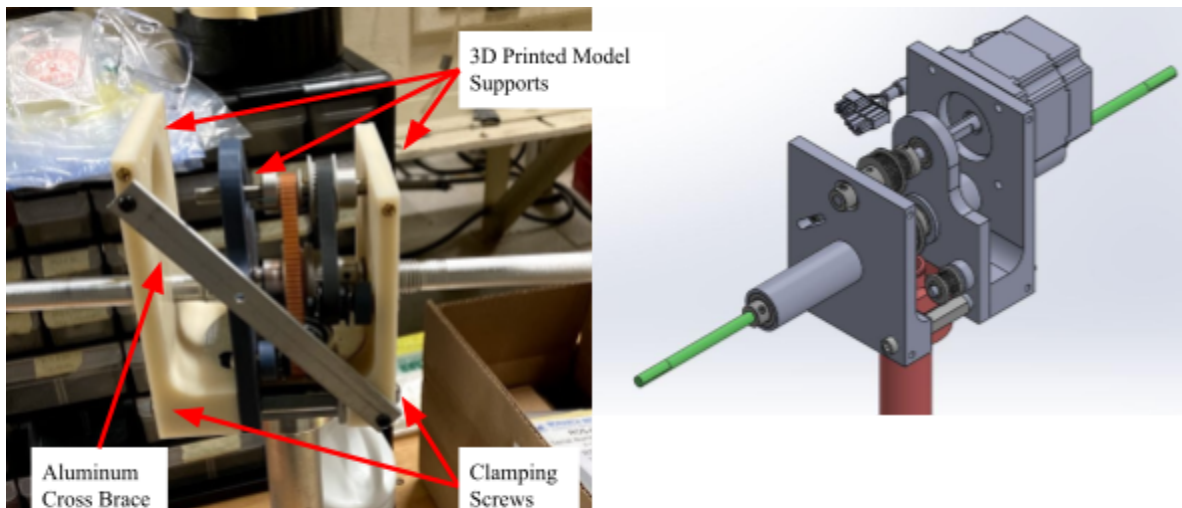 3D Printed Model
Supports
Aluminum
Cross Brace
Clamping
Screws